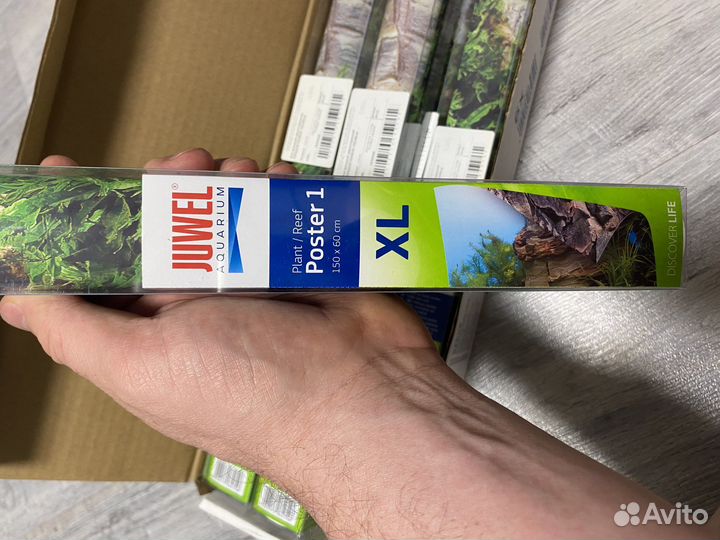 JUWEL®
AQUARIUM
Plant / Reef
Poster 1
150 x 60 cm
XL
DISCOVER LIFE
Avito